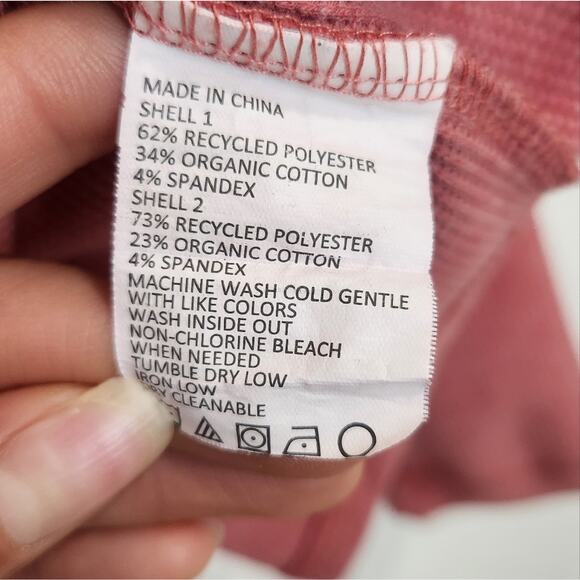 MADE IN CHINA
SHELL 1
62% RECYCLED POLYESTER
34% ORGANIC COTTON
4% SPANDEX
SHELL 2
73% RECYCLED POLYESTER
23% ORGANIC COTTON
4% SPANDEX
MACHINE WASH COLD GENTLE
WITH LIKE COLORS
WASH INSIDE OUT
NON-CHLORINE BLEACH
WHEN NEEDED
TUMBLE DRY LOW
IRON LOW
CLEANABLE